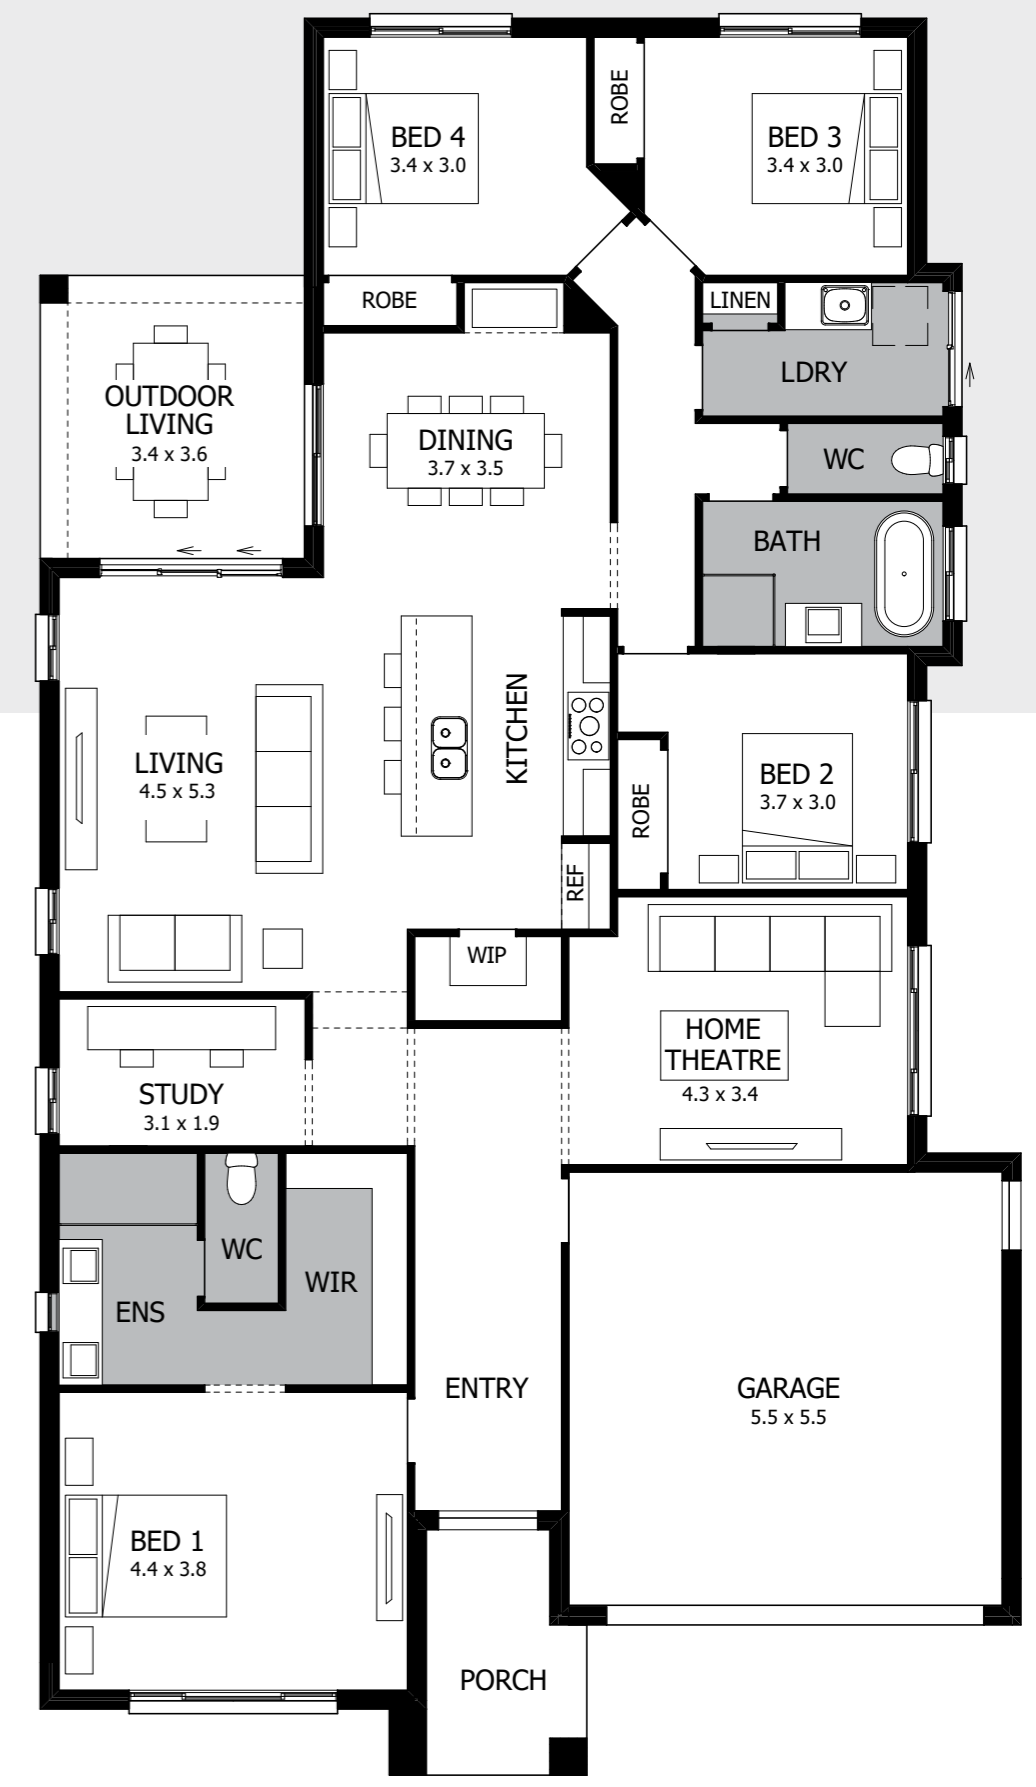 BED 4
3.4 x 3.0
ROBE
BED 3
3.4 x 3.0
ROBE
LINEN
LDRY
OUTDOOR
LIVING
3.4 x 3.6
DINING
3.7 x 3.5
WC
BATH
LIVING
4.5 x 5.3
KITCHEN
BED 2
3.7 x 3.0
ROBE
REF
WIP
HOME
THEATRE
4.3 x 3.4
STUDY
3.1 x 1.9
WC
WIR
ENS
ENTRY
GARAGE
5.5 x 5.5
BED 1
4.4 x 3.8
PORCH